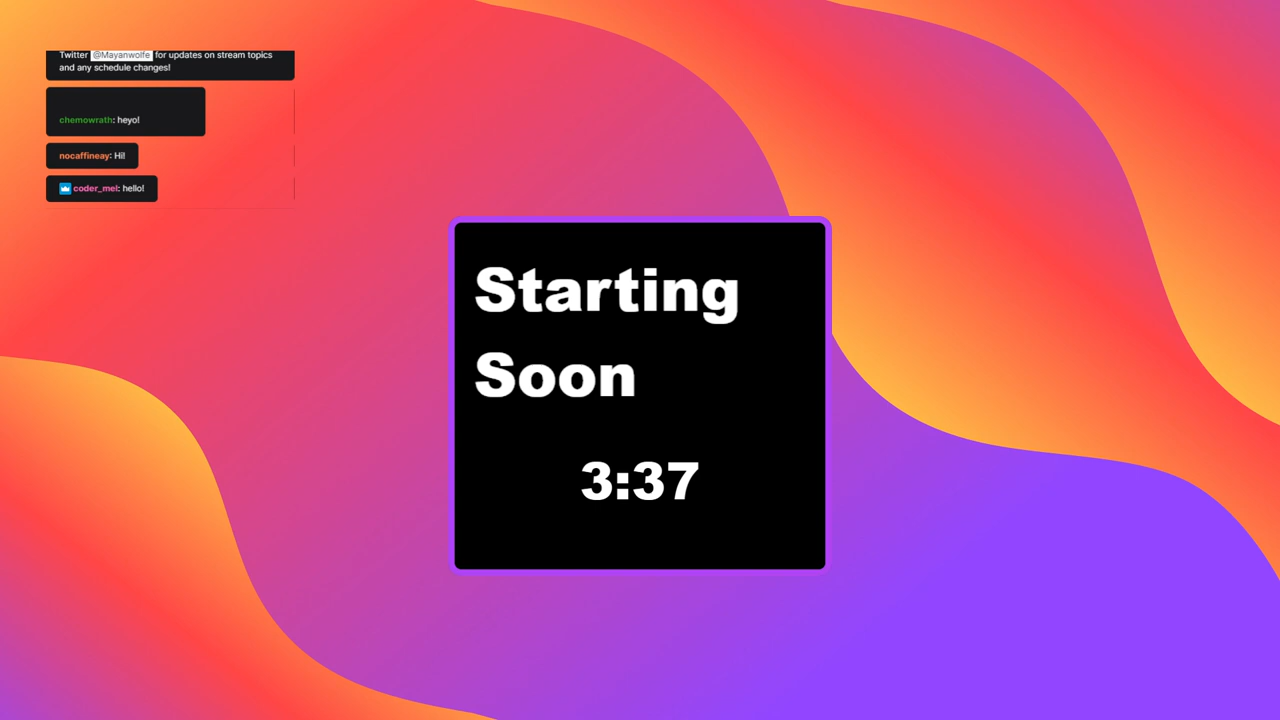 Twitter @Mayanwolfe for updates on stream topics
and any schedule changes!
chemowrath: heyo!
nocaffineay: Hi!
coder_mel: hello!
Starting
Soon
3:37